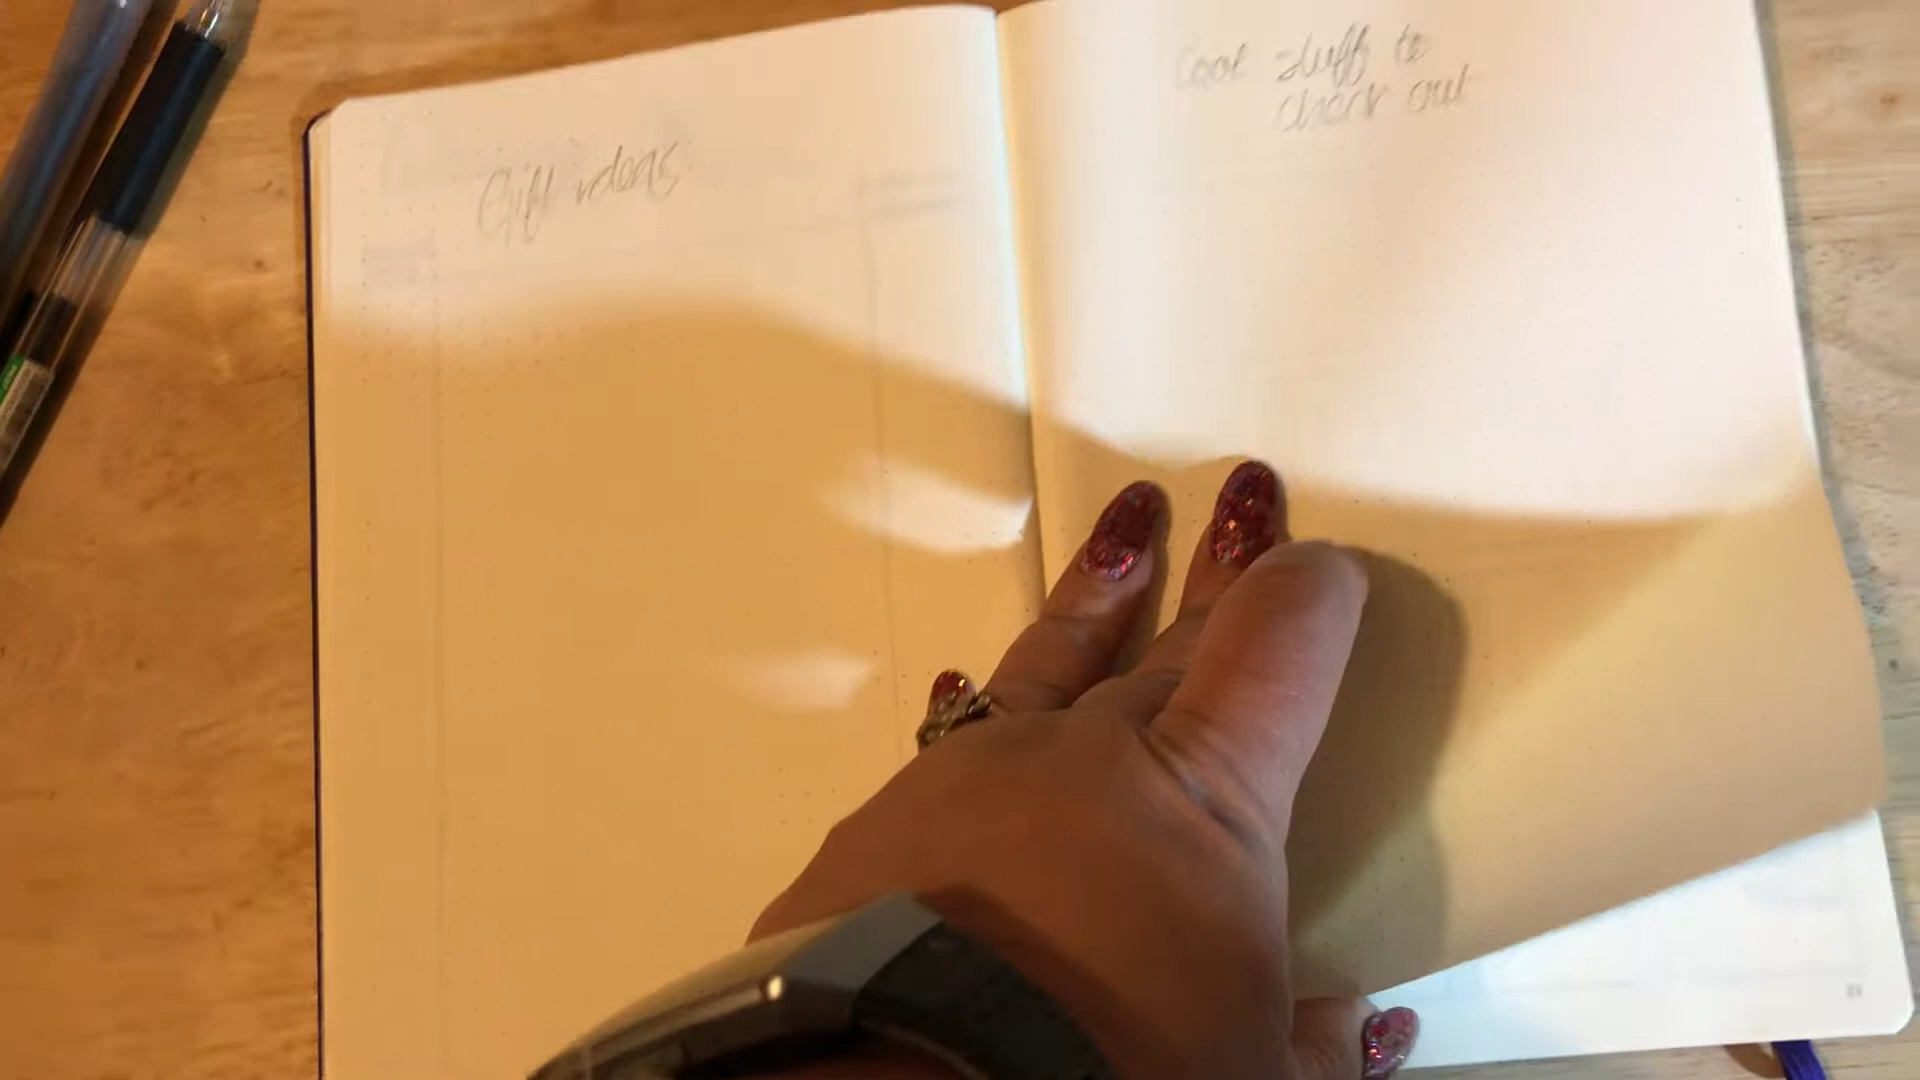 Gift ideas
Cool stuff to
check out